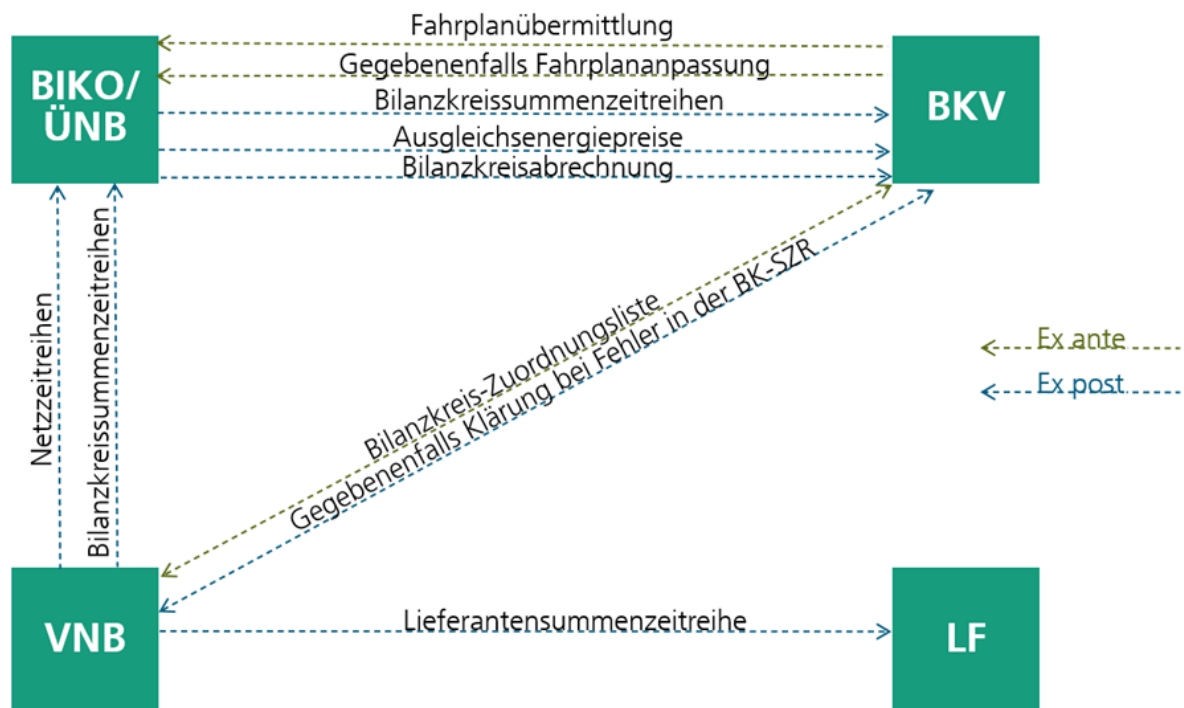 Fahrplanübermittlung
Gegebenenfalls Fahrplananpassung
BIKO/
ÜNB
Bilanzkreissummenzeitreihen
BKV
Ausgleichsenergiepreise
Bilanzkreisabrechnung
Netzzeitreihen
Bilanzkreissummenzeitreihen
Bilanzkreis-Zuordnungsliste
Gegebenenfalls Klärung bei Fehler in der BK-SZR
Ex ante
Ex post
VNB
Lieferantensummenzeitreihe
LF